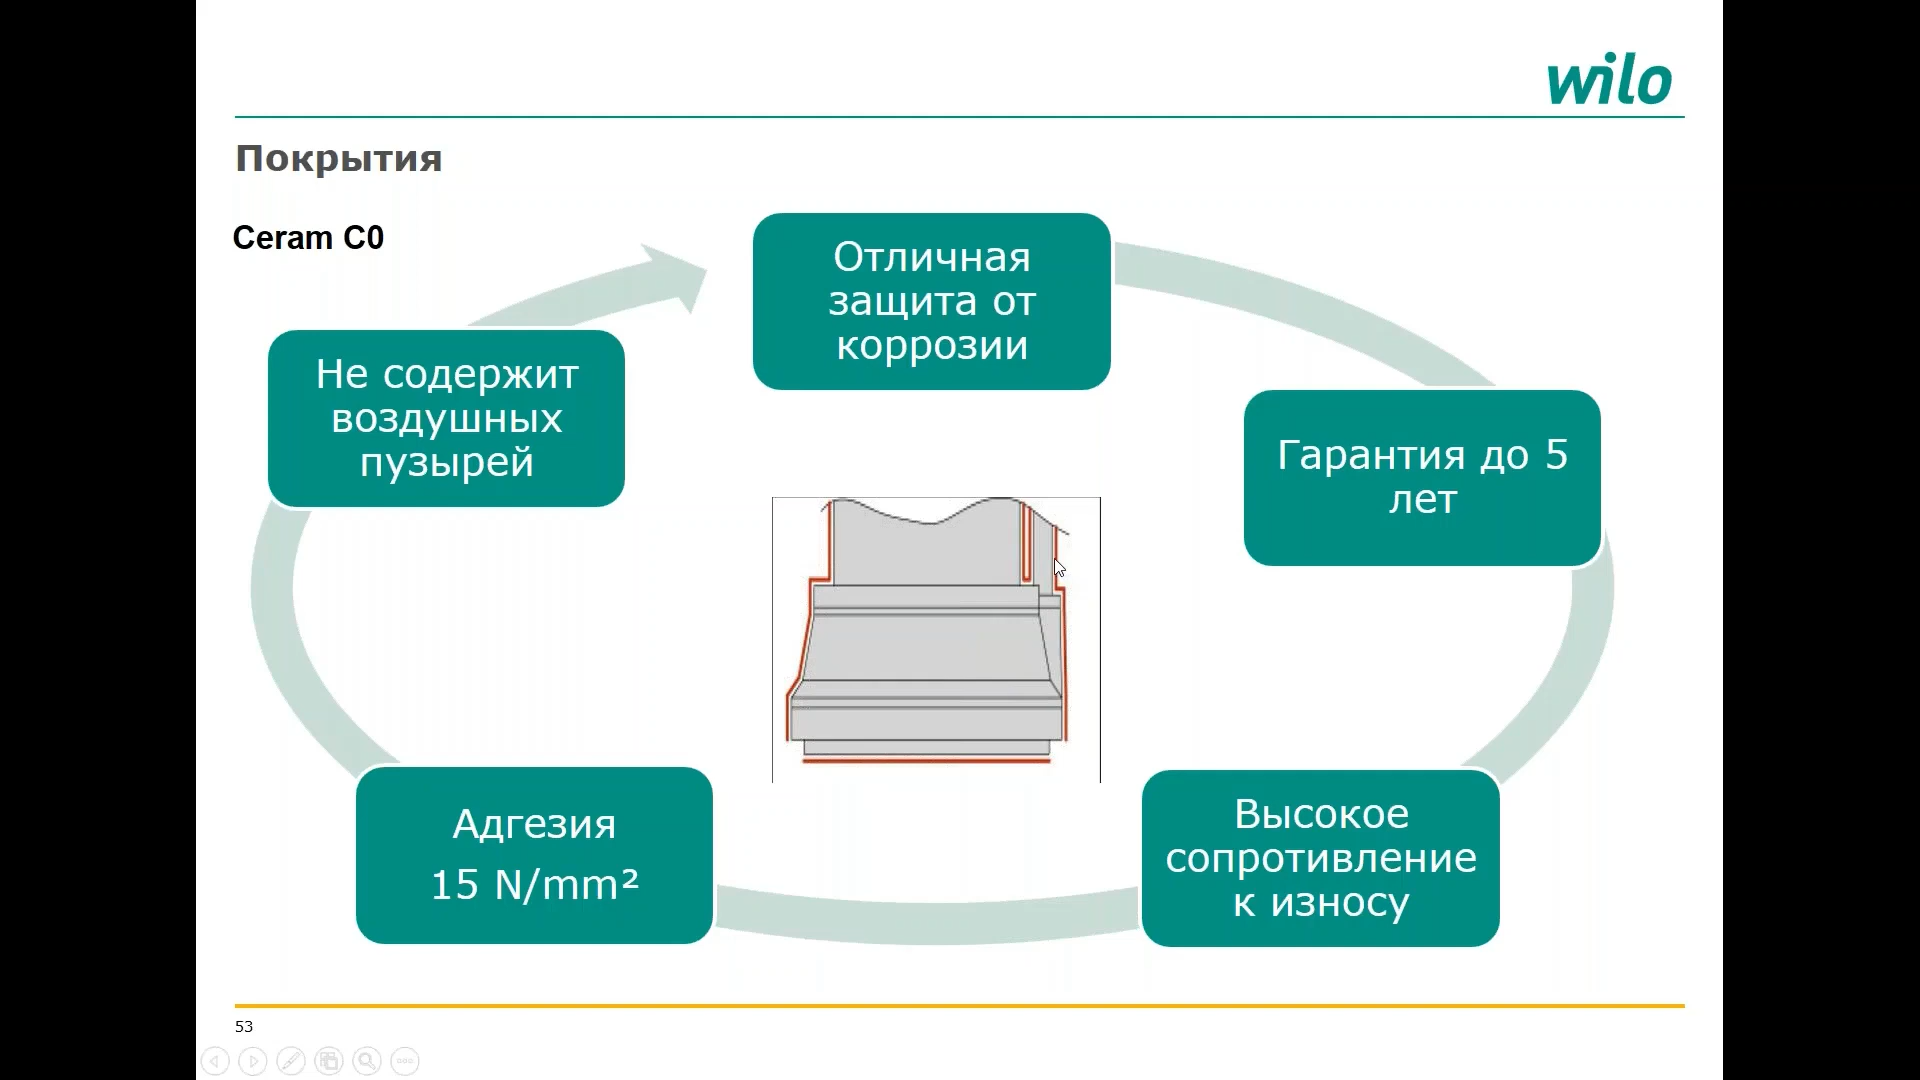 wilo
Покрытия
Ceram C0
Отличная
защита от
коррозии
Гарантия до 5
лет
Высокое
сопротивление
к износу
Адгезия
15 N/mm²
Не содержит
воздушных
пузырей
53